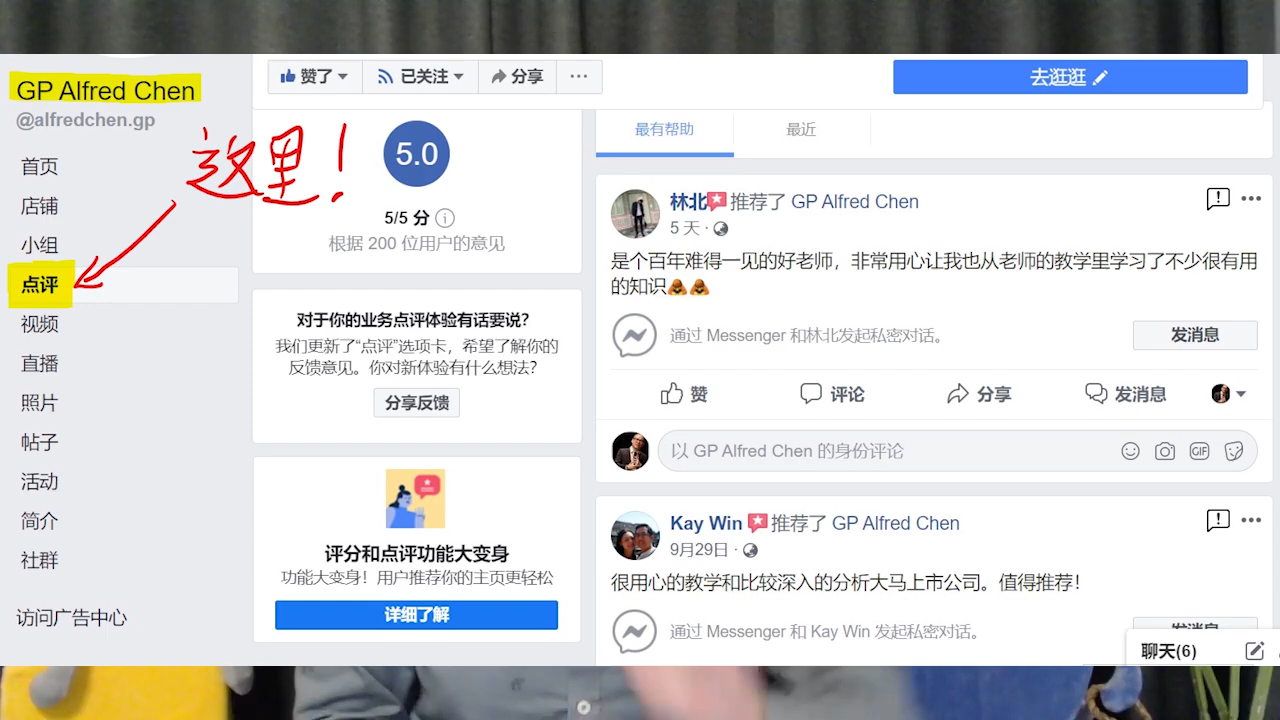 GP Alfred Chen
@alfredchen.gp
首页
店铺
小组
点评
视频
直播
照片
帖子
活动
简介
社群
访问广告中心
这里！
赞了
已关注
分享
···
去逛逛
5.0
5/5 分
根据 200 位用户的意见
对于你的业务点评体验有话要说？
我们更新了“点评”选项卡，希望了解你的
反馈意见。你对新体验有什么想法？
分享反馈
评分和点评功能大变身
功能大变身！用户推荐你的主页更轻松
详细了解
最有帮助
最近
林北 推荐了 GP Alfred Chen
5 天 ·
是个百年难得一见的好老师，非常用心让我也从老师的教学里学习了不少很有用
的知识
通过 Messenger 和林北发起私密对话。
发消息
赞
评论
分享
发消息
以 GP Alfred Chen 的身份评论
GIF
Kay Win 推荐了 GP Alfred Chen
9月29日 ·
很用心的教学和比较深入的分析大马上市公司。值得推荐！
通过 Messenger 和 Kay Win 发起私密对话。
发消息
聊天(6)